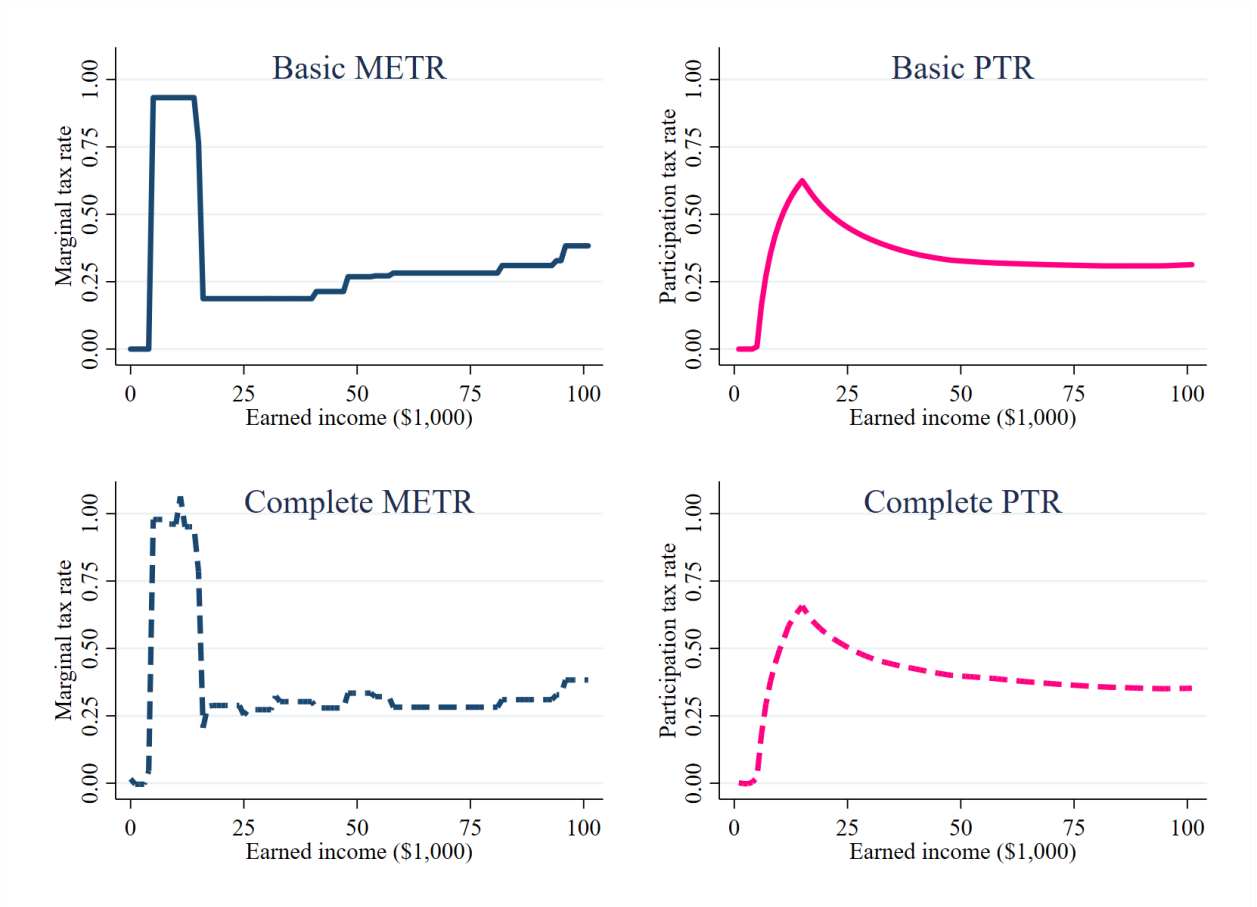 Basic METR
Marginal tax rate
1.00
0.75
0.50
0.25
0.00
0 25 50 75 100
Earned income ($1,000)
Basic PTR
Participation tax rate
1.00
0.75
0.50
0.25
0.00
0 25 50 75 100
Earned income ($1,000)
Complete METR
Marginal tax rate
1.00
0.75
0.50
0.25
0.00
0 25 50 75 100
Earned income ($1,000)
Complete PTR
Participation tax rate
1.00
0.75
0.50
0.25
0.00
0 25 50 75 100
Earned income ($1,000)